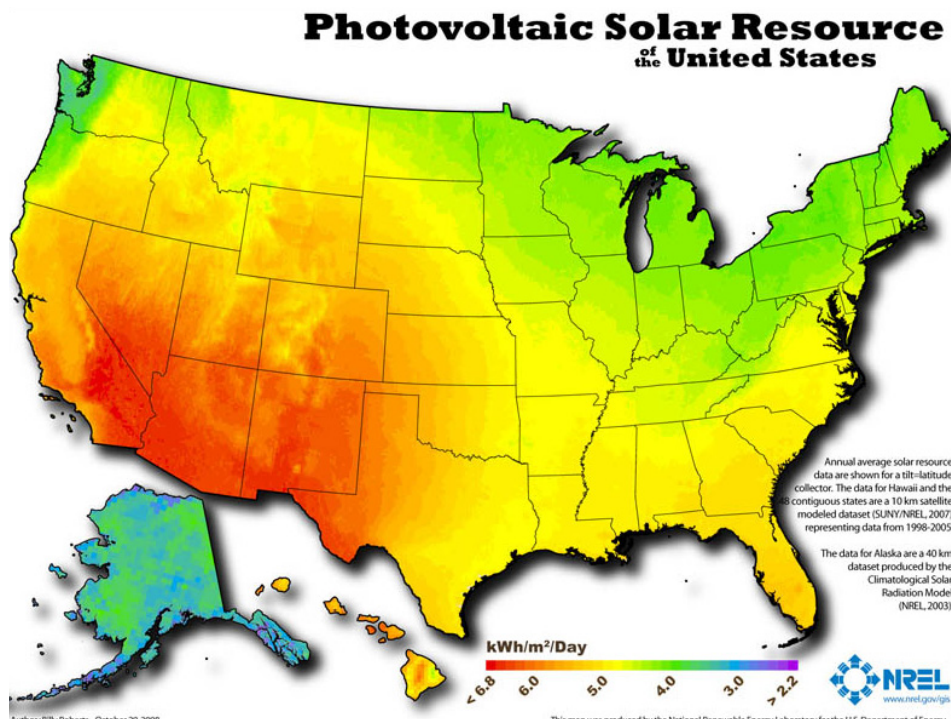 Photovoltaic Solar Resource
of the United States
Annual average solar resource
data are shown for a tilt=latitude
collector. The data for Hawaii and the
48 contiguous states are a 10 km satellite
modeled dataset (SUNY/NREL, 2007)
representing data from 1998-2005
The data for Alaska are a 40 km
dataset produced by the
Climatological Solar
Radiation Model
(NREL, 2003)
kWh/m²/Day
< 6.8 6.0 5.0 4.0 3.0 > 2.2
NREL
www.nrel.gov/gis